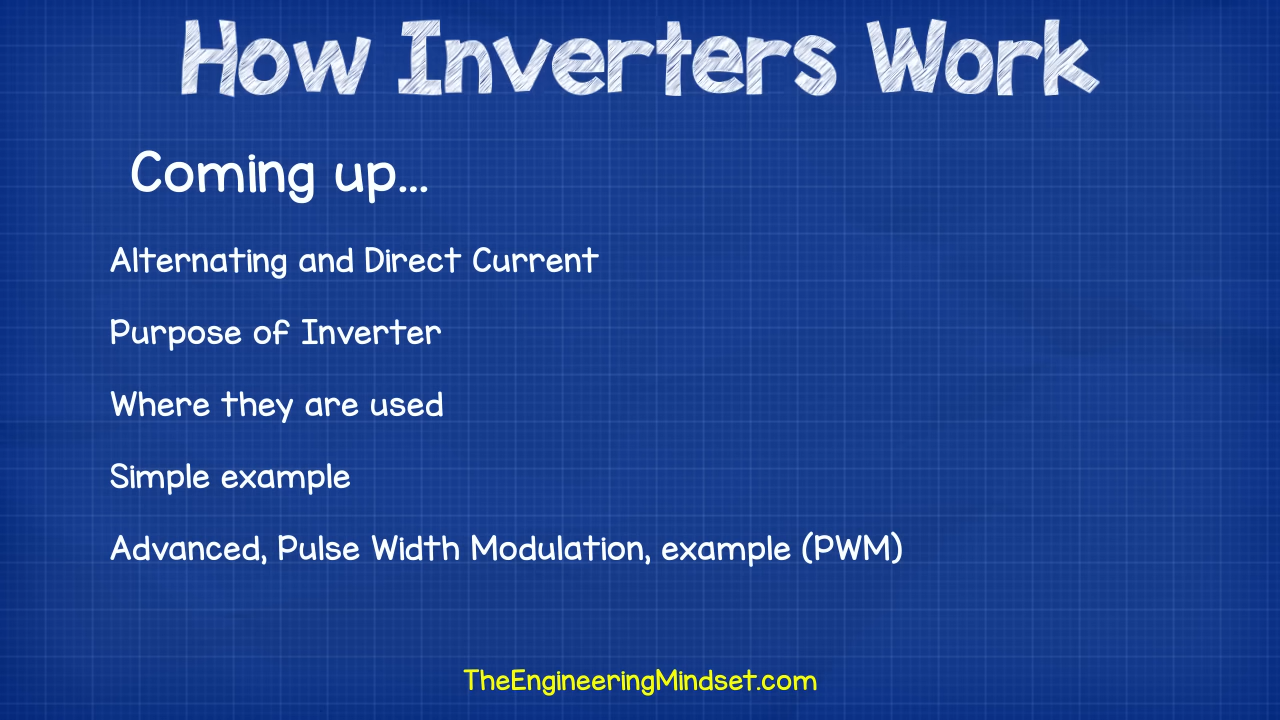 How Inverters Work
Coming up...
Alternating and Direct Current
Purpose of Inverter
Where they are used
Simple example
Advanced, Pulse Width Modulation, example (PWM)
TheEngineeringMindset.com